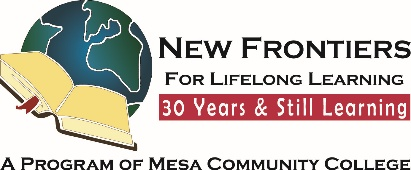 NEW FRONTIERS
FOR LIFELONG LEARNING
30 Years & Still Learning
A PROGRAM OF MESA COMMUNITY COLLEGE